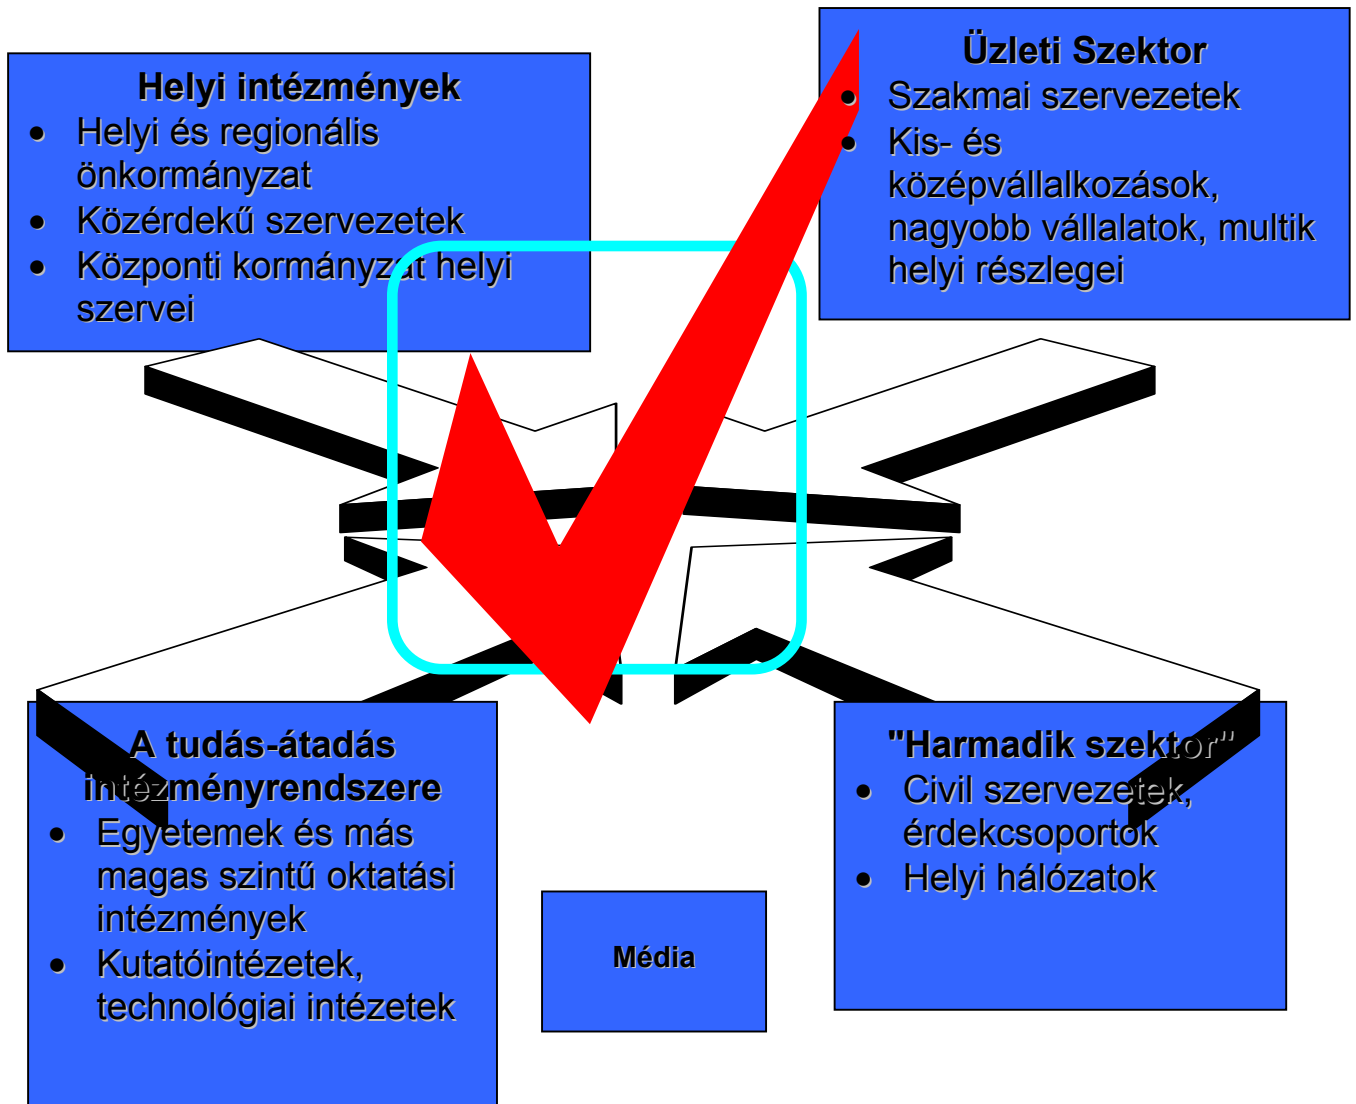 Helyi intézmények
• Helyi és regionális
önkormányzat
• Közérdekű szervezetek
• Központi kormányzat helyi
szervei
Üzleti Szektor
• Szakmai szervezetek
• Kis- és
középvállalkozások,
nagyobb vállalatok, multik
helyi részlegei
A tudás-átadás
intézményrendszere
• Egyetemek és más
magas szintű oktatási
intézmények
• Kutatóintézetek,
technológiai intézetek
Média
"Harmadik szektor"
• Civil szervezetek,
érdekcsoportok
• Helyi hálózatok